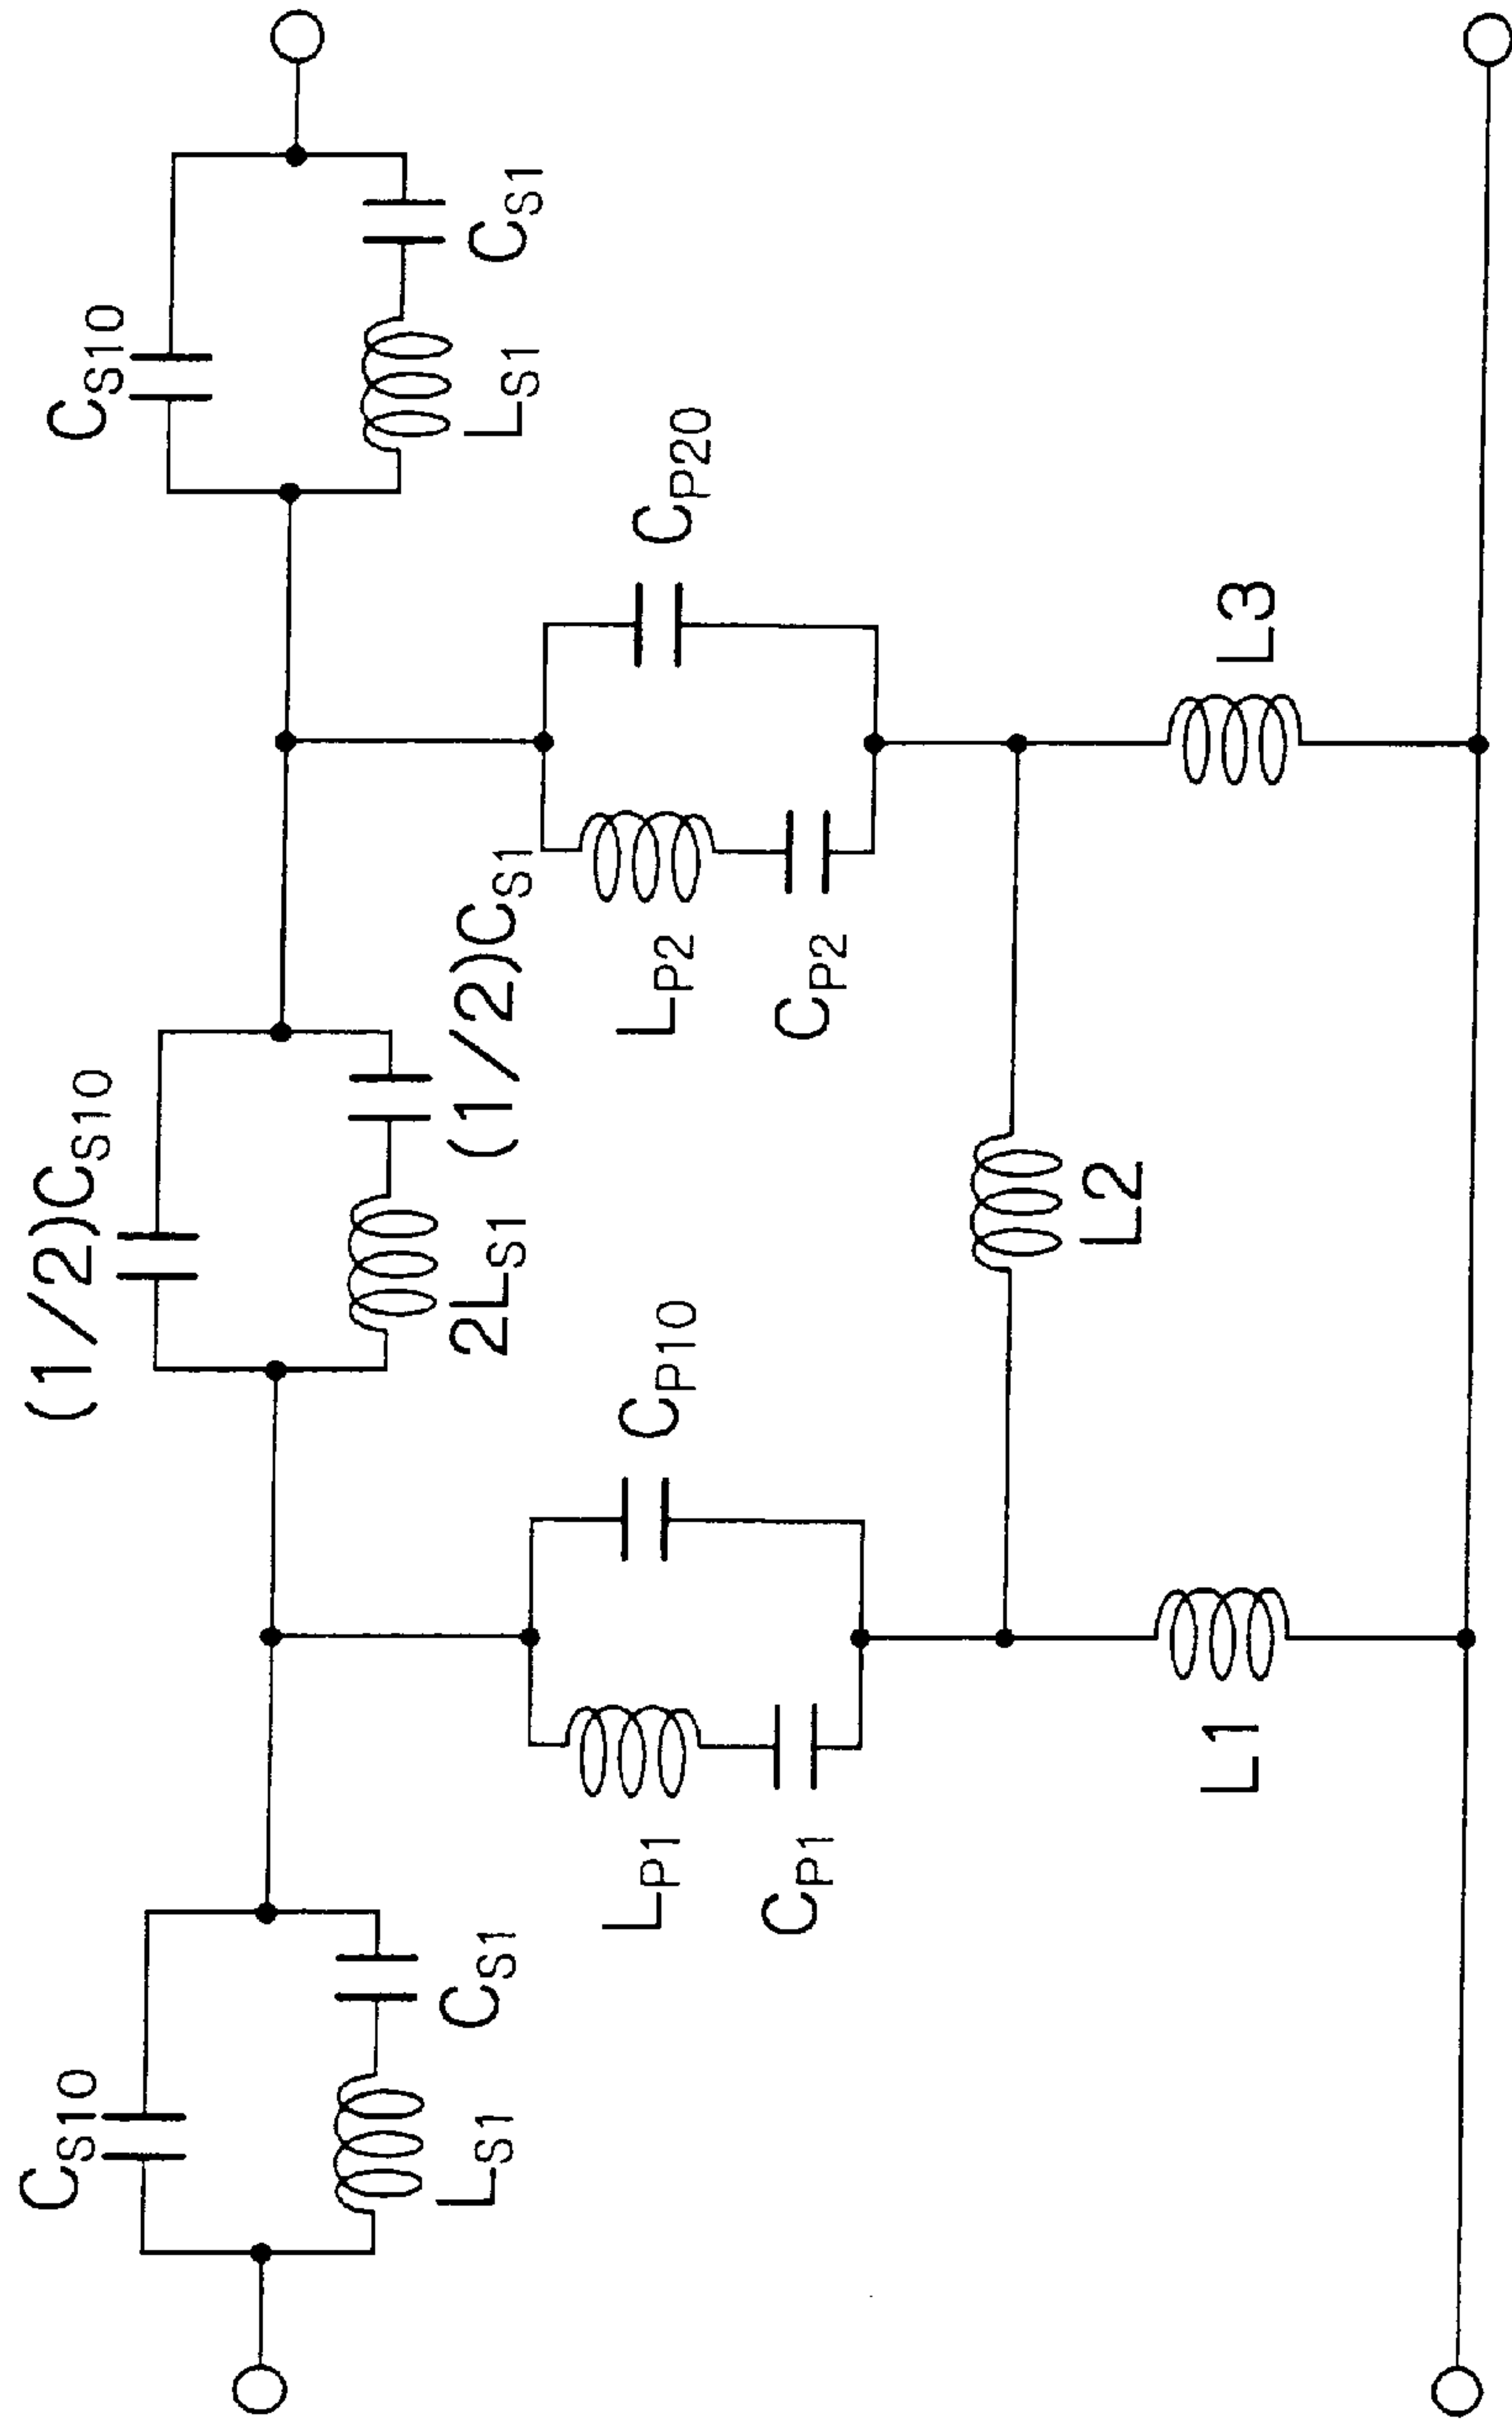 C_S10
L_S1
C_S1
(1/2)C_S10
2L_S1
(1/2)C_S1
C_S10
L_S1
C_S1
L_P1
C_P1
C_P10
L_P2
C_P2
C_P20
L1
L2
L3